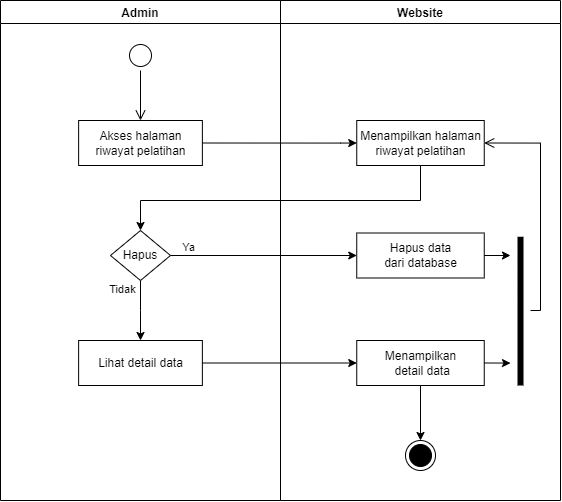 Admin
Website
Akses halaman
riwayat pelatihan
Menampilkan halaman
riwayat pelatihan
Hapus
Ya
Hapus data
dari database
Tidak
Lihat detail data
Menampilkan
detail data